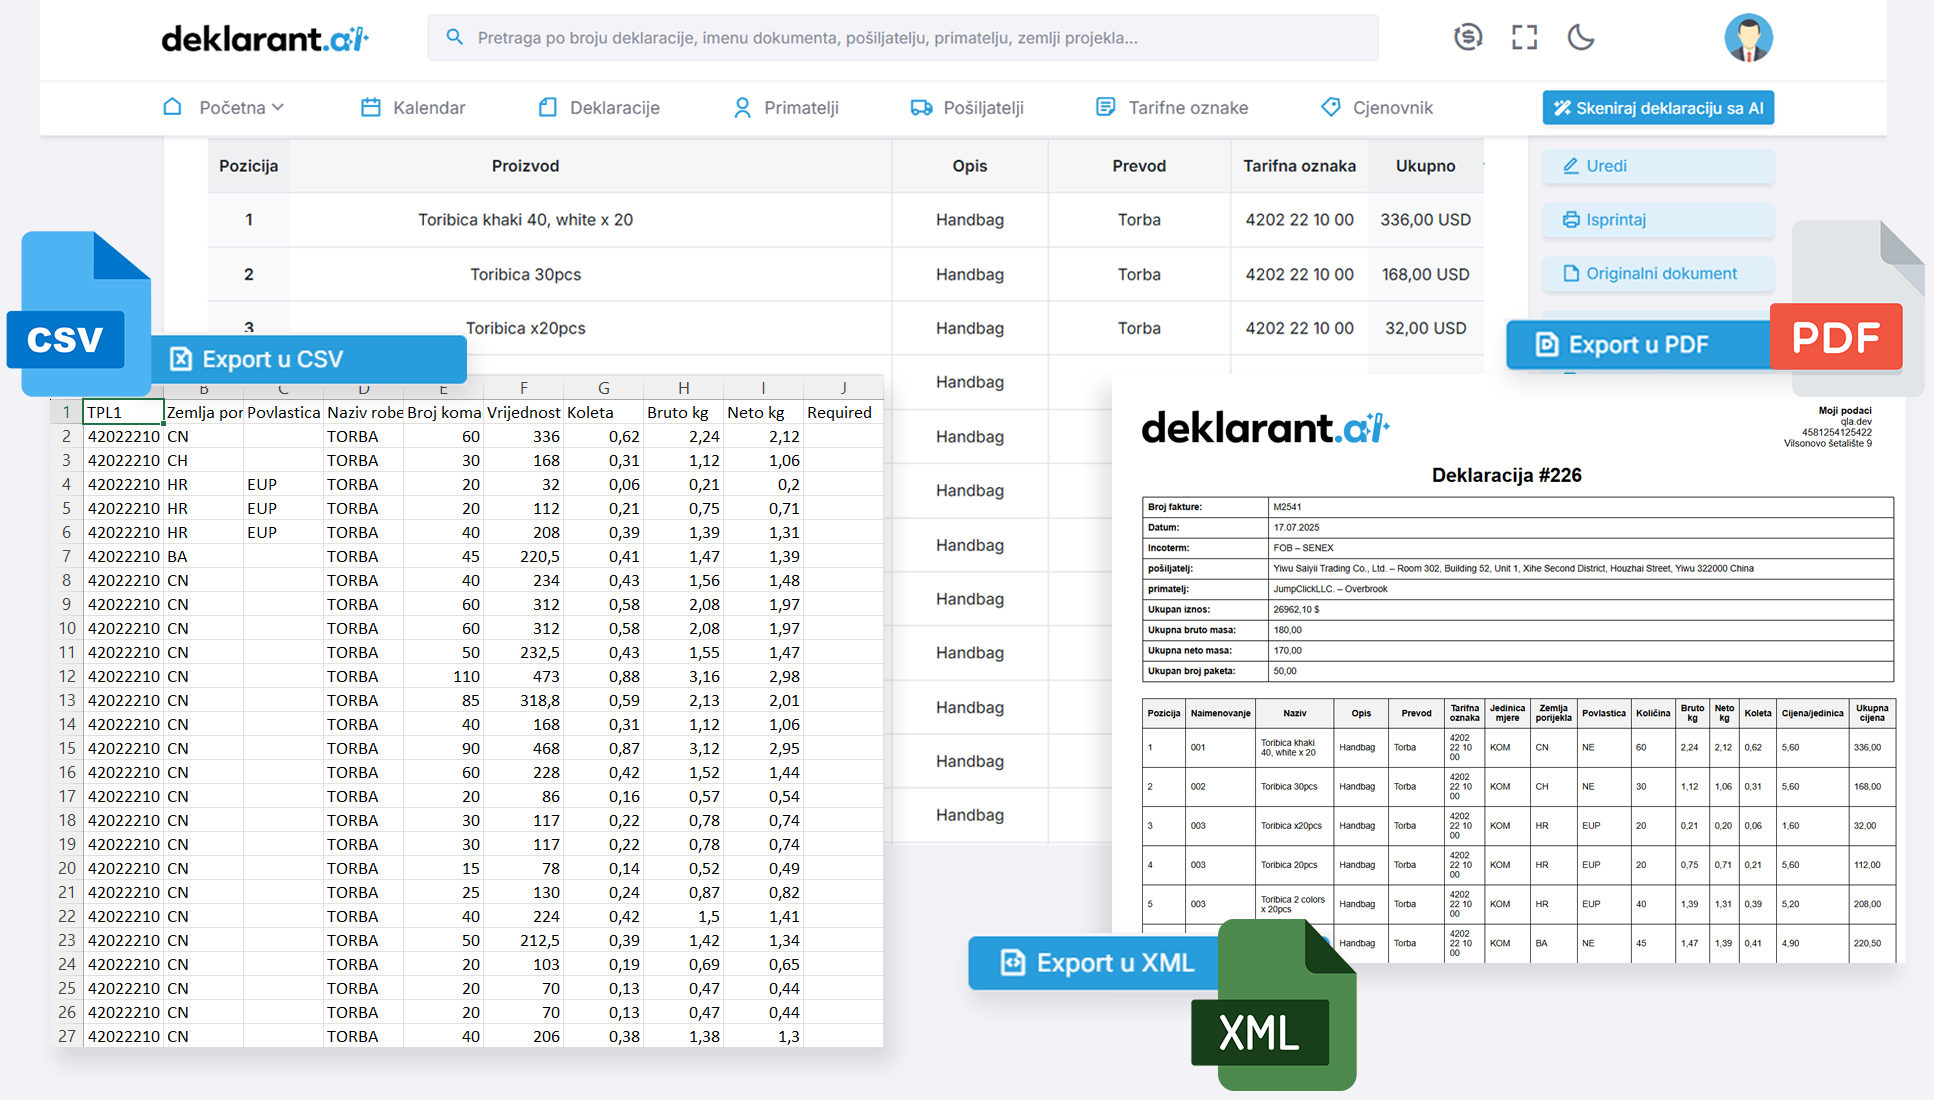 deklarant.ai
Pretraga po broju deklaracije, imenu dokumenta, pošiljatelju, primatelju, zemlji projekla...
Početna Kalendar Deklaracije Primatelji Pošiljatelji Tarifne oznake Cjenovnik Skeniraj deklaraciju sa AI
Pozicija Proizvod Opis Prevod Tarifna oznaka Ukupno
1 Toribica khaki 40, white x 20 Handbag Torba 4202 22 10 00 336,00 USD
2 Toribica 30pcs Handbag Torba 4202 22 10 00 168,00 USD
3 Toribica x20pcs Handbag Torba 4202 22 10 00 32,00 USD
Handbag
Handbag
Handbag
Handbag
Handbag
Handbag
Handbag
Handbag
Handbag
Uredi
Isprintaj
Originalni dokument
CSV
Export u CSV
Export u PDF
PDF
B C D E F G H I J
1 TPL1 Zemlja por Povlastica Naziv robe Broj koma Vrijednost Koleta Bruto kg Neto kg Required
2 42022210 CN TORBA 60 336 0,62 2,24 2,12
3 42022210 CH TORBA 30 168 0,31 1,12 1,06
4 42022210 HR EUP TORBA 20 32 0,06 0,21 0,2
5 42022210 HR EUP TORBA 20 112 0,21 0,75 0,71
6 42022210 HR EUP TORBA 40 208 0,39 1,39 1,31
7 42022210 BA TORBA 45 220,5 0,41 1,47 1,39
8 42022210 CN TORBA 40 234 0,43 1,56 1,48
9 42022210 CN TORBA 60 312 0,58 2,08 1,97
10 42022210 CN TORBA 60 312 0,58 2,08 1,97
11 42022210 CN TORBA 50 232,5 0,43 1,55 1,47
12 42022210 CN TORBA 110 473 0,88 3,16 2,98
13 42022210 CN TORBA 85 318,8 0,59 2,13 2,01
14 42022210 CN TORBA 40 168 0,31 1,12 1,06
15 42022210 CN TORBA 90 468 0,87 3,12 2,95
16 42022210 CN TORBA 60 228 0,42 1,52 1,44
17 42022210 CN TORBA 20 86 0,16 0,57 0,54
18 42022210 CN TORBA 30 117 0,22 0,78 0,74
19 42022210 CN TORBA 30 117 0,22 0,78 0,74
20 42022210 CN TORBA 15 78 0,14 0,52 0,49
21 42022210 CN TORBA 25 130 0,24 0,87 0,82
22 42022210 CN TORBA 40 224 0,42 1,5 1,41
23 42022210 CN TORBA 50 212,5 0,39 1,42 1,34
24 42022210 CN TORBA 20 103 0,19 0,69 0,65
25 42022210 CN TORBA 20 70 0,13 0,47 0,44
26 42022210 CN TORBA 20 70 0,13 0,47 0,44
27 42022210 CN TORBA 40 206 0,38 1,38 1,3
deklarant.ai
Moji podaci
qla.dev
4581254125422
Vilsonovo šetalište 9
Deklaracija #226
Broj fakture: M2541
Datum: 17.07.2025
Incoterm: FOB – SENEX
pošiljatelj: Yiwu Saiyii Trading Co., Ltd. – Room 302, Building 52, Unit 1, Xihe Second District, Houzhai Street, Yiwu 322000 China
primatelj: JumpClickLLC. – Overbrook
Ukupan iznos: 26962,10 $
Ukupna bruto masa: 180,00
Ukupna neto masa: 170,00
Ukupan broj paketa: 50,00
Pozicija Naimenovanje Naziv Opis Prevod Tarifna oznaka Jedinica mjere Zemlja porijekla Povlastica Količina Bruto kg Neto kg Koleta Cijena/jedinica Ukupna cijena
1 001 Toribica khaki 40, white x 20 Handbag Torba 4202 22 10 00 KOM CN NE 60 2,24 2,12 0,62 5,60 336,00
2 002 Toribica 30pcs Handbag Torba 4202 22 10 00 KOM CH NE 30 1,12 1,06 0,31 5,60 168,00
3 003 Toribica x20pcs Handbag Torba 4202 22 10 00 KOM HR EUP 20 0,21 0,20 0,06 1,60 32,00
4 003 Toribica 20pcs Handbag Torba 4202 22 10 00 KOM HR EUP 20 0,75 0,71 0,21 5,60 112,00
5 003 Toribica 2 colors x 20pcs Handbag Torba 4202 22 10 00 KOM HR EUP 40 1,39 1,31 0,39 5,20 208,00
Handbag Torba 4202 22 10 00 KOM BA NE 45 1,47 1,39 0,41 4,90 220,50
Export u XML
XML